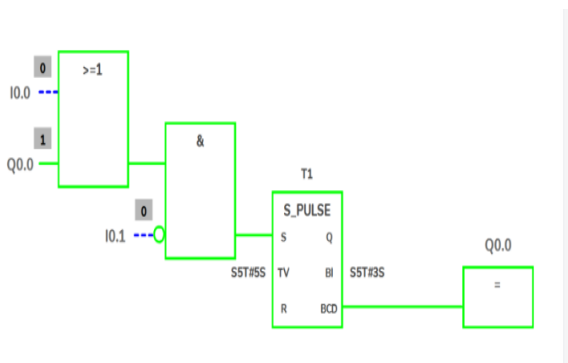 0
>=1
I0.0
1
&
Q0.0
T1
0
S_PULSE
I0.1
S Q
Q0.0
S5T#5S TV BI S5T#3S
=
R BCD